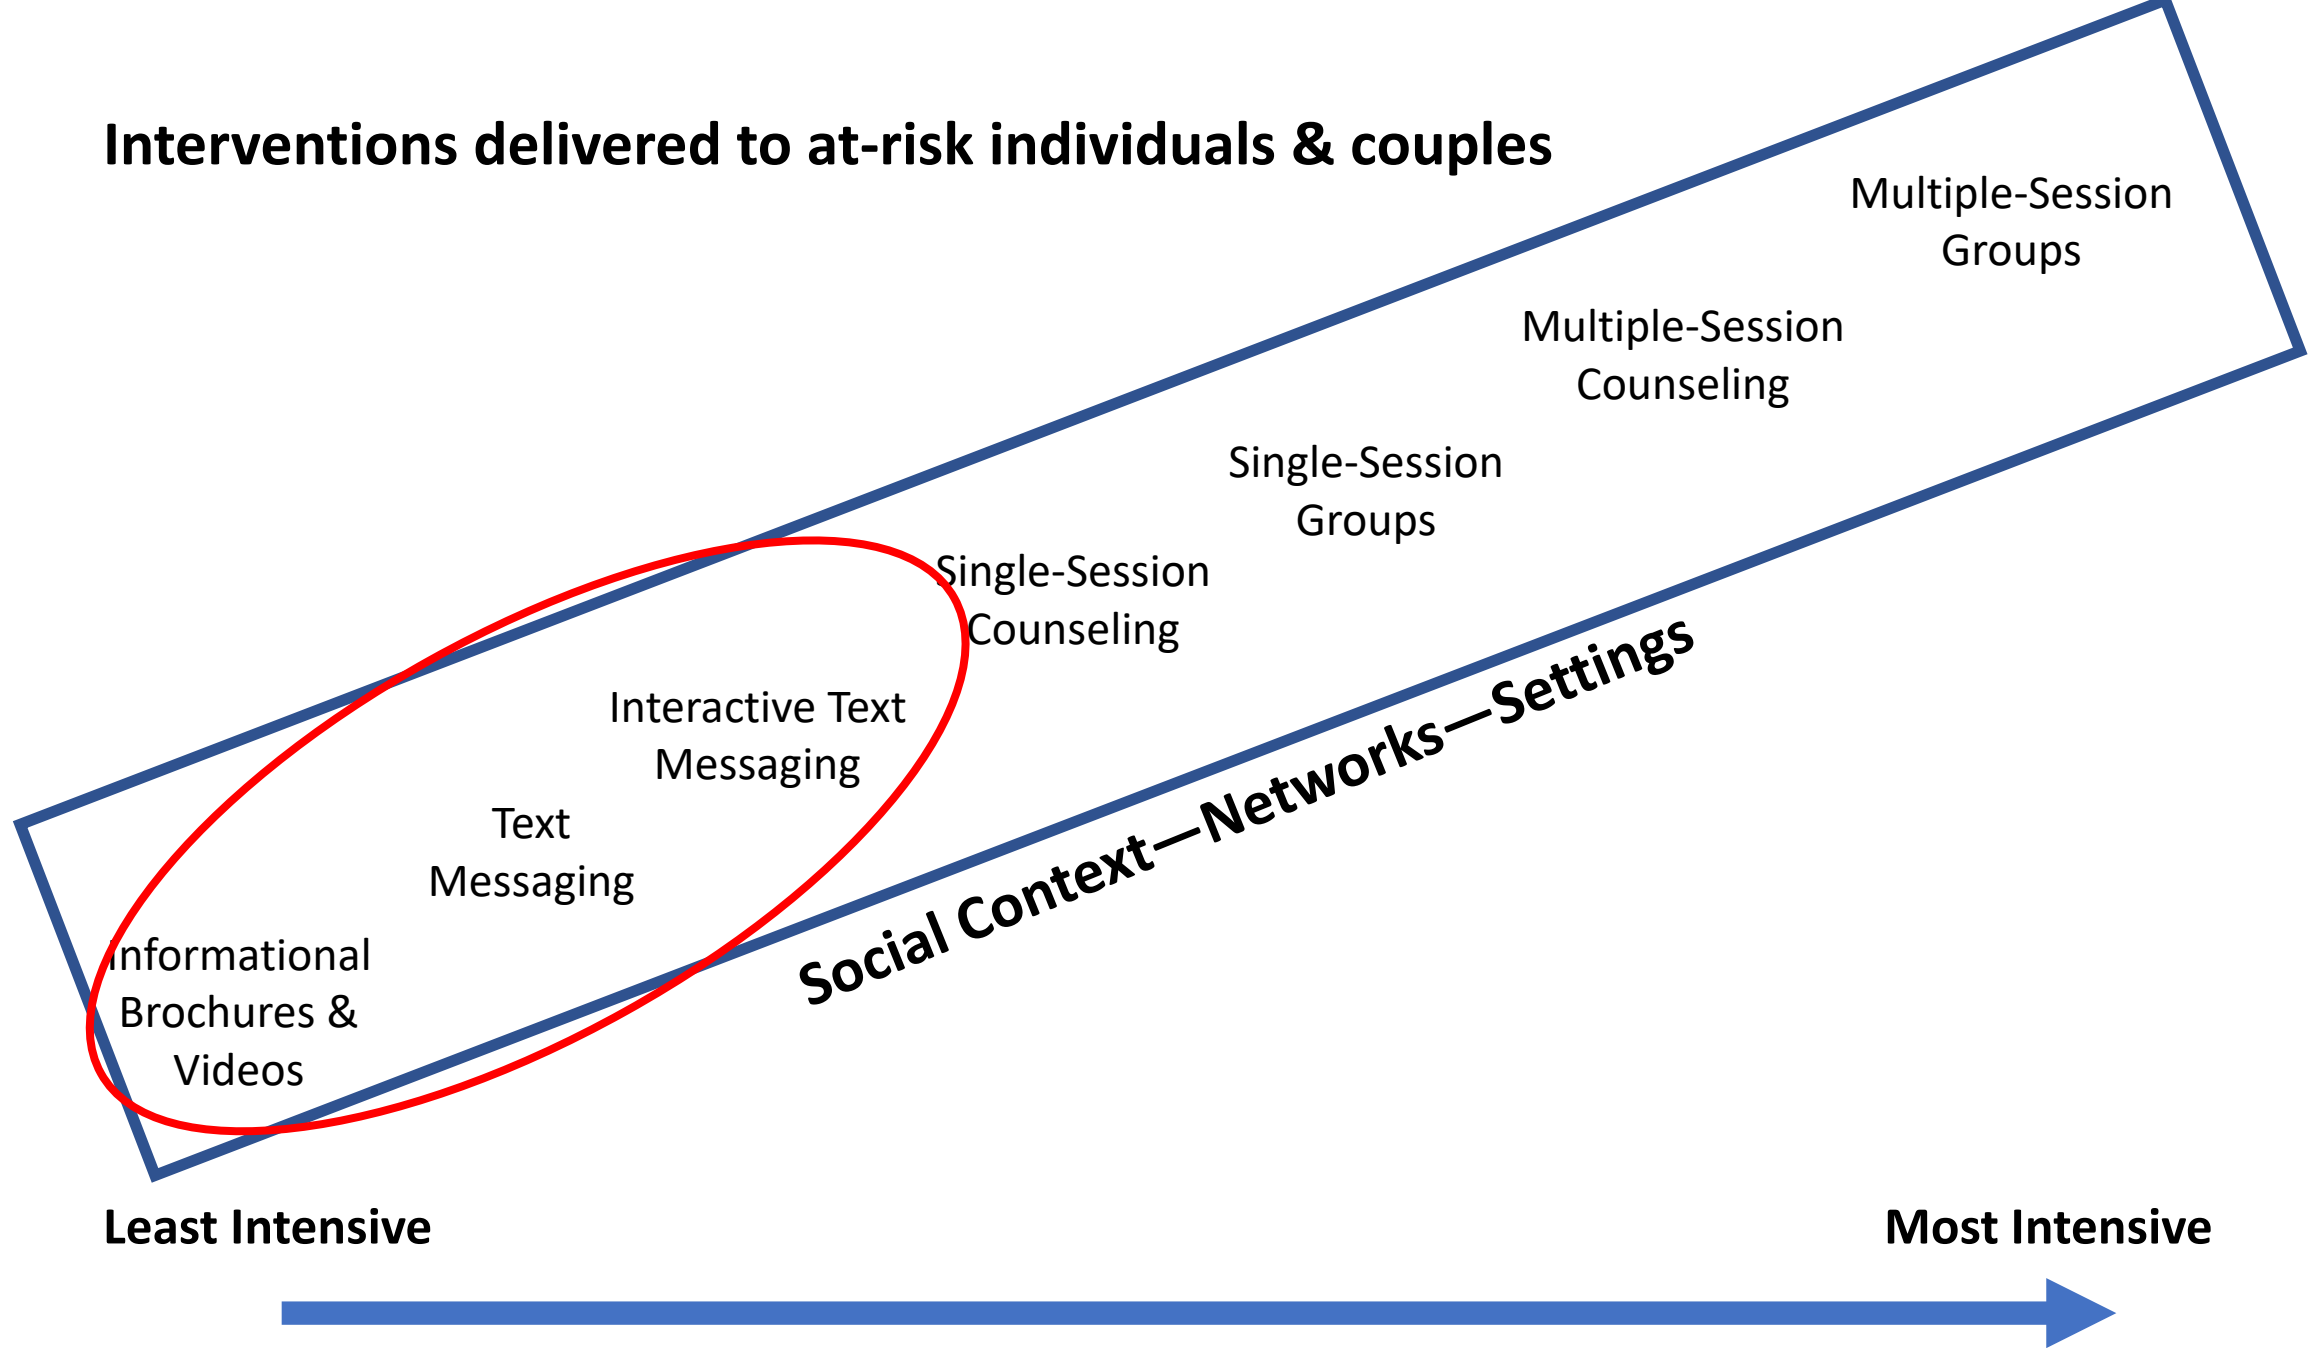 Interventions delivered to at-risk individuals & couples
Multiple-Session
Groups
Multiple-Session
Counseling
Single-Session
Groups
Single-Session
Counseling
Interactive Text
Messaging
Text
Messaging
Informational
Brochures &
Videos
Social Context—Networks—Settings
Least Intensive
Most Intensive